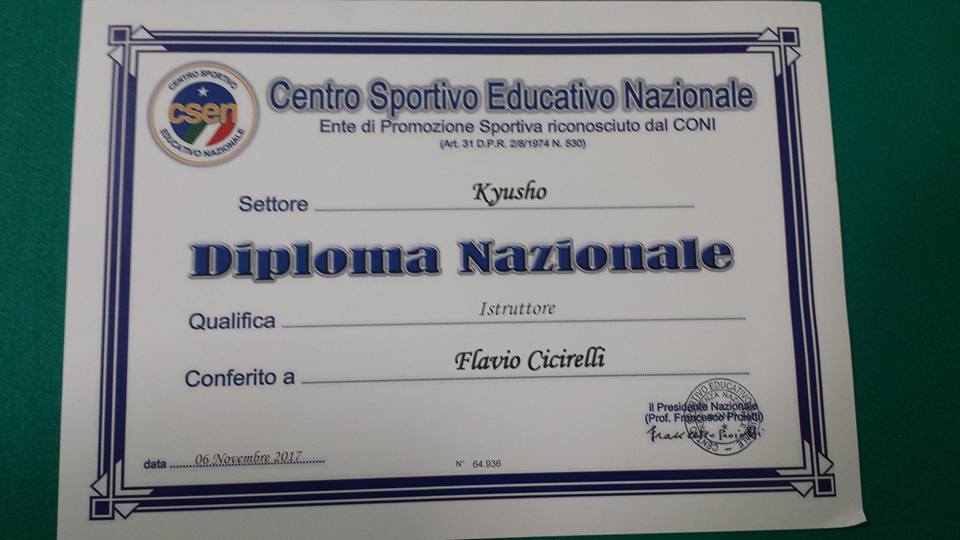 CENTRO SPORTIVO
csen
EDUCATIVO NAZIONALE
Centro Sportivo Educativo Nazionale
Ente di Promozione Sportiva riconosciuto dal CONI
(Art. 31 D.P.R. 2/8/1974 N. 530)
Settore Kyusho
Diploma Nazionale
Qualifica Istruttore
Conferito a Flavio Cicirelli
il Presidente Nazionale
(Prof. Francesco Proietti)
Francesco Proietti
data 06 Novembre 2017
N° 64.936